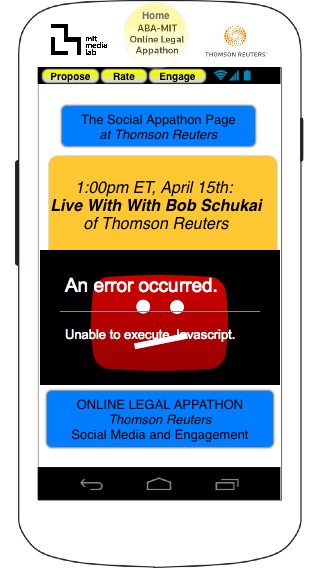 mit
media
lab
Home
ABA-MIT
Online Legal
Appathon
THOMSON REUTERS
Propose
Rate
Engage
The Social Appathon Page
at Thomson Reuters
1:00pm ET, April 15th:
Live With With Bob Schukai
of Thomson Reuters
An error occurred.
Unable to execute Javascript.
ONLINE LEGAL APPATHON
Thomson Reuters
Social Media and Engagement